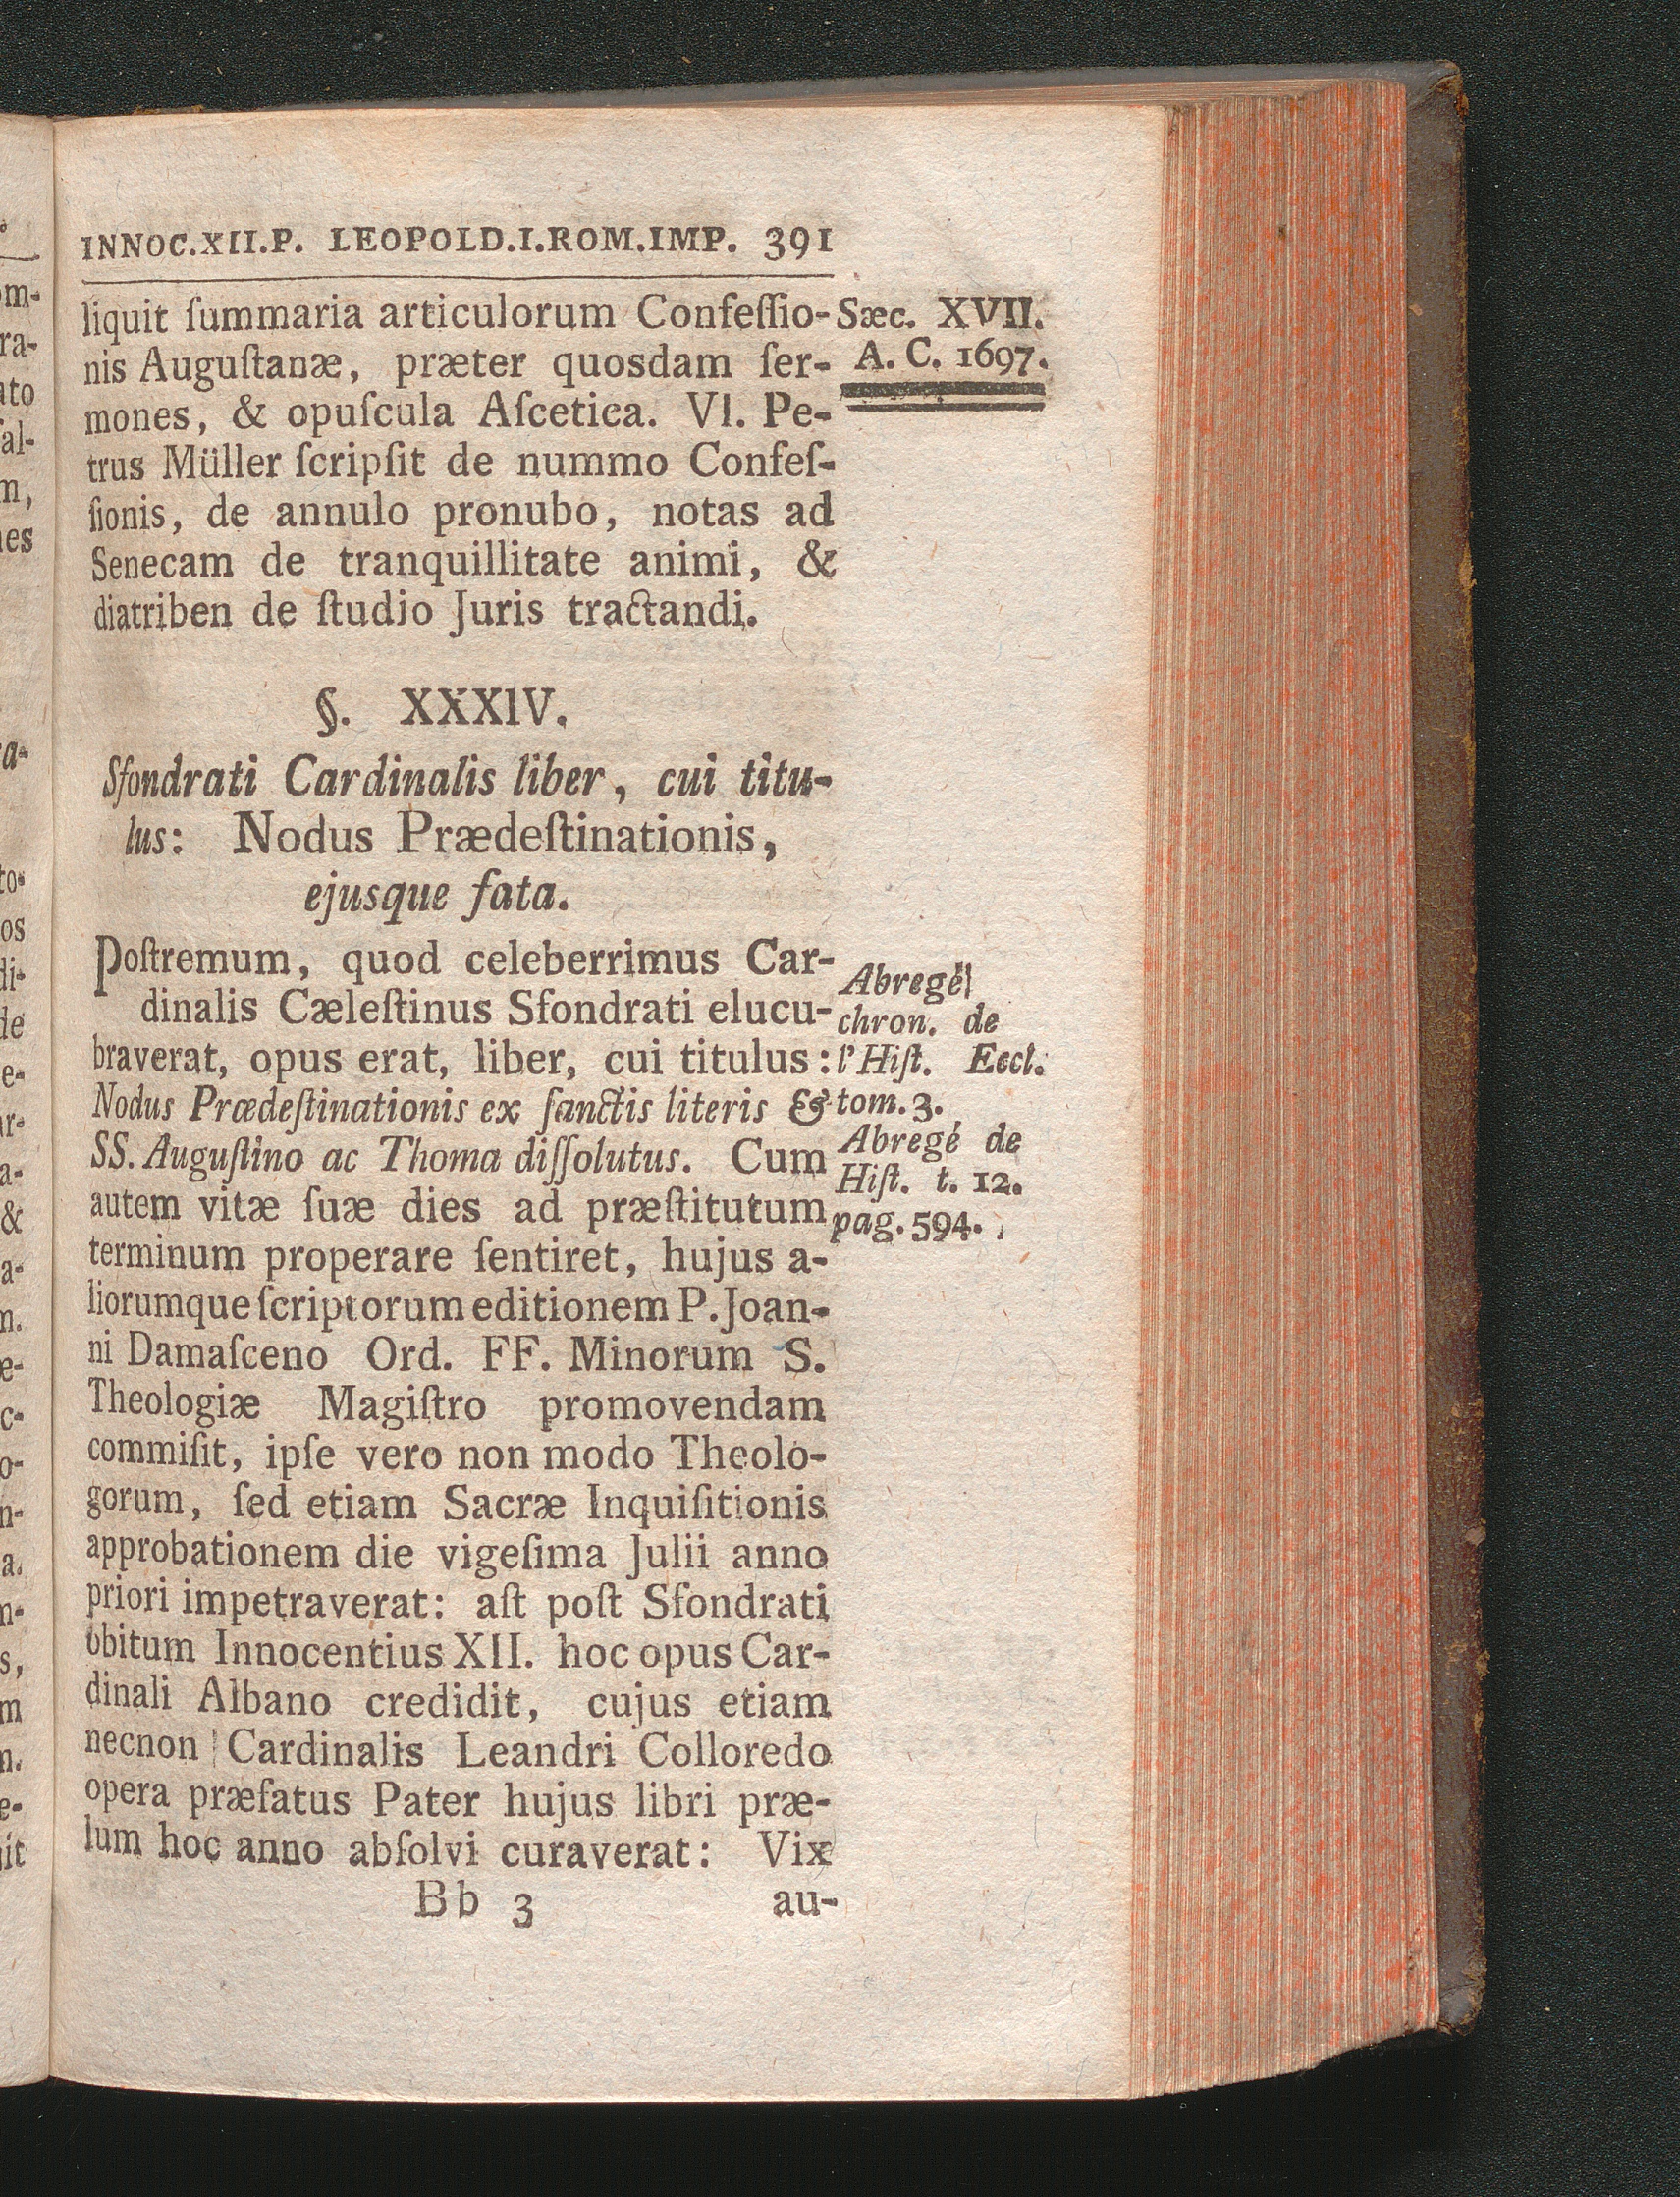 INNOC.XII.P. LEOPOLD.I.ROM.IMP. 391
liquit ſummaria articulorum Confeſſio-
nis Auguſtanæ, præter quosdam ſer-
mones, & opuſcula Aſcetica. VI. Pe-
trus Müller ſcripſit de nummo Confeſ-
ſionis, de annulo pronubo, notas ad
Senecam de tranquillitate animi, &
diatriben de ſtudio Juris tractandi.
Sæc. XVII.
A. C. 1697.
§. XXXIV.
Sfondrati Cardinalis liber, cui titu-
lus: Nodus Prædeſtinationis,
ejusque fata.
Poſtremum, quod celeberrimus Car-
dinalis Cæleſtinus Sfondrati elucu-
braverat, opus erat, liber, cui titulus:
Nodus Prædeſtinationis ex ſanctis literis &
SS. Auguſtino ac Thoma diſſolutus. Cum
autem vitæ ſuæ dies ad præſtitutum
terminum properare ſentiret, hujus a-
liorumque ſcriptorum editionem P. Joan-
ni Damaſceno Ord. FF. Minorum S.
Theologiæ Magiſtro promovendam
commiſit, ipſe vero non modo Theolo-
gorum, ſed etiam Sacræ Inquiſitionis
approbationem die vigeſima Julii anno
priori impetraverat: aſt poſt Sfondrati
obitum Innocentius XII. hoc opus Car-
dinali Albano credidit, cujus etiam
necnon Cardinalis Leandri Colloredo
opera præfatus Pater hujus libri præ-
lum hoc anno abſolvi curaverat: Vix
Abregé
chron. de
l'Hiſt. Eccl.
tom. 3.
Abregé de
Hiſt. t. 12.
pag. 594.
Bb 3 au-